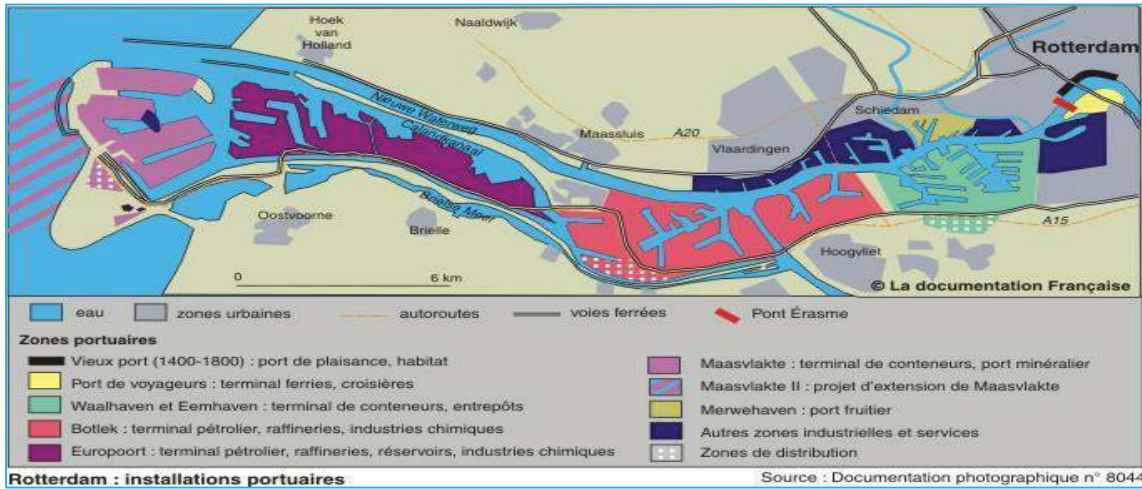 Hoek
van
Holland
Naaldwijk
Rotterdam
Nieuwe Waterweg
Calandkanaal
Maassluis
A20
Schiedam
Vlaardingen
Brielse Meer
Oostvoorne
Brielle
A15
Hoogvliet
0 6 km
© La documentation Française
eau zones urbaines autoroutes voies ferrées Pont Érasme
Zones portuaires
Vieux port (1400-1800) : port de plaisance, habitat
Port de voyageurs : terminal ferries, croisières
Waalhaven et Eemhaven : terminal de conteneurs, entrepôts
Botlek : terminal pétrolier, raffineries, industries chimiques
Europoort : terminal pétrolier, raffineries, réservoirs, industries chimiques
Maasvlakte : terminal de conteneurs, port minéralier
Maasvlakte II : projet d'extension de Maasvlakte
Merwehaven : port fruitier
Autres zones industrielles et services
Zones de distribution
Rotterdam : installations portuaires
Source : Documentation photographique n° 8044